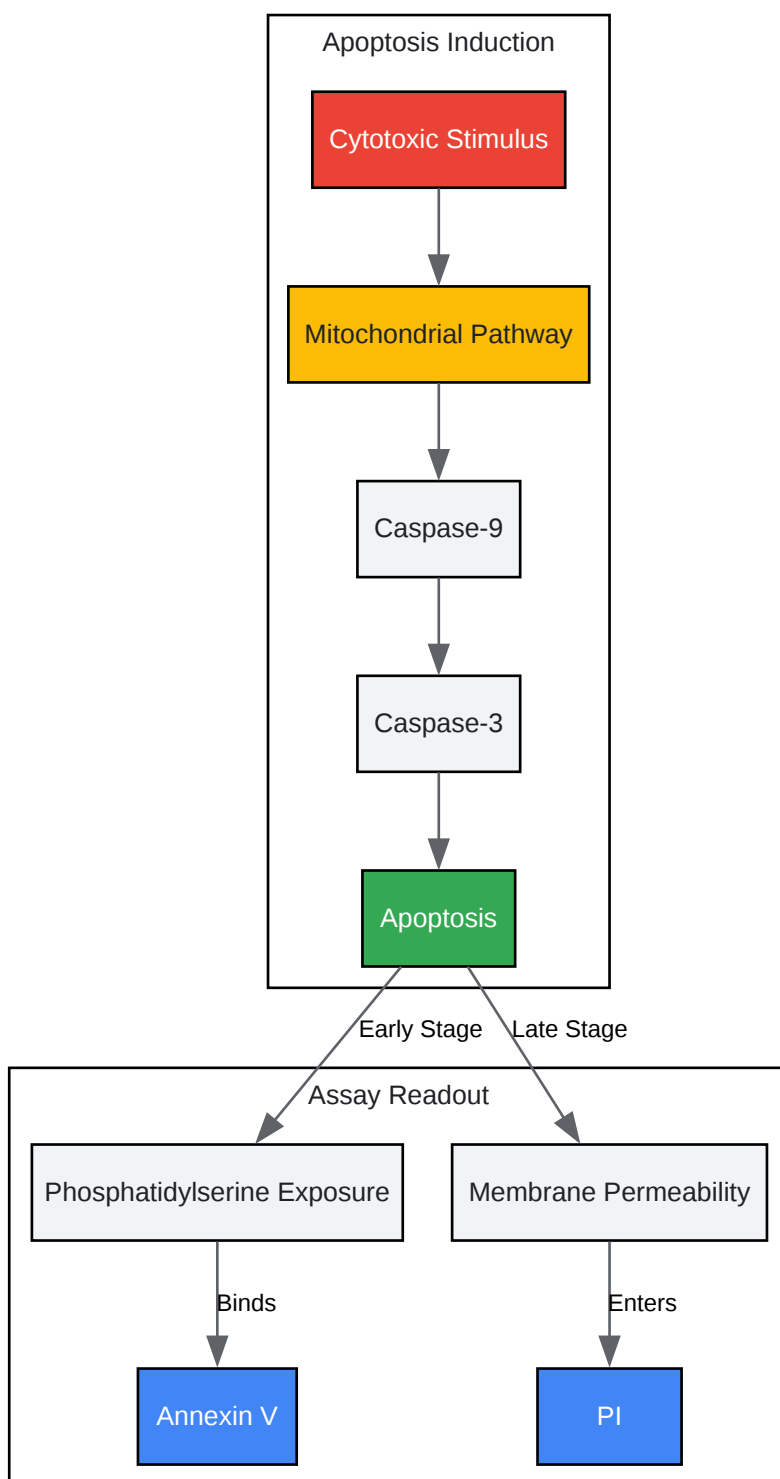 Apoptosis Induction
Cytotoxic Stimulus
Mitochondrial Pathway
Caspase-9
Caspase-3
Apoptosis
Early Stage
Late Stage
Assay Readout
Phosphatidylserine Exposure
Membrane Permeability
Binds
Enters
Annexin V
PI